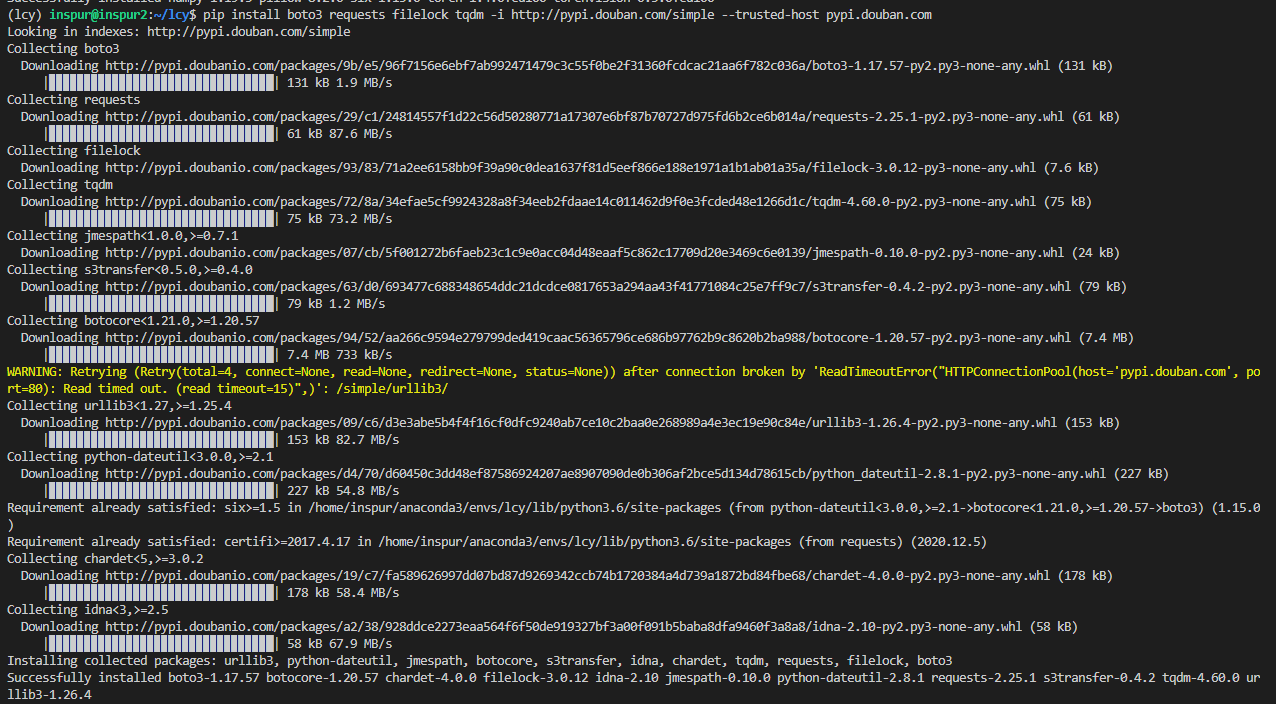 (lcy) inspur@inspur2:~/lcy$ pip install boto3 requests filelock tqdm -i http://pypi.douban.com/simple --trusted-host pypi.douban.com
Looking in indexes: http://pypi.douban.com/simple
Collecting boto3
Downloading http://pypi.doubanio.com/packages/9b/e5/96f7156e6ebf7ab992471479c3c55f0be2f31360fcdcac21aa6f782c036a/boto3-1.17.57-py2.py3-none-any.whl (131 kB)
131 kB 1.9 MB/s
Collecting requests
Downloading http://pypi.doubanio.com/packages/29/c1/24814557f1d22c56d50280771a17307e6bf87b70727d975fd6b2ce6b014a/requests-2.25.1-py2.py3-none-any.whl (61 kB)
61 kB 87.6 MB/s
Collecting filelock
Downloading http://pypi.doubanio.com/packages/93/83/71a2ee6158bb9f39a90c0dea1637f81d5eef866e188e1971a1b1ab01a35a/filelock-3.0.12-py3-none-any.whl (7.6 kB)
Collecting tqdm
Downloading http://pypi.doubanio.com/packages/72/8a/34efae5cf9924328a8f34eeb2fdaae14c011462d9f0e3fcded48e1266d1c/tqdm-4.60.0-py2.py3-none-any.whl (75 kB)
75 kB 73.2 MB/s
Collecting jmespath<1.0.0,>=0.7.1
Downloading http://pypi.doubanio.com/packages/07/cb/5f001272b6faeb23c1c9e0acc04d48eaaf5c862c17709d20e3469c6e0139/jmespath-0.10.0-py2.py3-none-any.whl (24 kB)
Collecting s3transfer<0.5.0,>=0.4.0
Downloading http://pypi.doubanio.com/packages/63/d0/693477c688348654ddc21dcdce0817653a294aa43f41771084c25e7ff9c7/s3transfer-0.4.2-py2.py3-none-any.whl (79 kB)
79 kB 1.2 MB/s
Collecting botocore<1.21.0,>=1.20.57
Downloading http://pypi.doubanio.com/packages/94/52/aa266c9594e279799ded419caac56365796ce686b97762b9c8620b2ba988/botocore-1.20.57-py2.py3-none-any.whl (7.4 MB)
7.4 MB 733 kB/s
WARNING: Retrying (Retry(total=4, connect=None, read=None, redirect=None, status=None)) after connection broken by 'ReadTimeoutError("HTTPConnectionPool(host='pypi.douban.com', po
rt=80): Read timed out. (read timeout=15)",)': /simple/urllib3/
Collecting urllib3<1.27,>=1.25.4
Downloading http://pypi.doubanio.com/packages/09/c6/d3e3abe5b4f4f16cf0dfc9240ab7ce10c2baa0e268989a4e3ec19e90c84e/urllib3-1.26.4-py2.py3-none-any.whl (153 kB)
153 kB 82.7 MB/s
Collecting python-dateutil<3.0.0,>=2.1
Downloading http://pypi.doubanio.com/packages/d4/70/d60450c3dd48ef87586924207ae8907090de0b306af2bce5d134d78615cb/python_dateutil-2.8.1-py2.py3-none-any.whl (227 kB)
227 kB 54.8 MB/s
Requirement already satisfied: six>=1.5 in /home/inspur/anaconda3/envs/lcy/lib/python3.6/site-packages (from python-dateutil<3.0.0,>=2.1->botocore<1.21.0,>=1.20.57->boto3) (1.15.0
)
Requirement already satisfied: certifi>=2017.4.17 in /home/inspur/anaconda3/envs/lcy/lib/python3.6/site-packages (from requests) (2020.12.5)
Collecting chardet<5,>=3.0.2
Downloading http://pypi.doubanio.com/packages/19/c7/fa589626997dd07bd87d9269342ccb74b1720384a4d739a1872bd84fbe68/chardet-4.0.0-py2.py3-none-any.whl (178 kB)
178 kB 58.4 MB/s
Collecting idna<3,>=2.5
Downloading http://pypi.doubanio.com/packages/a2/38/928ddce2273eaa564f6f50de919327bf3a00f091b5baba8dfa9460f3a8a8/idna-2.10-py2.py3-none-any.whl (58 kB)
58 kB 67.9 MB/s
Installing collected packages: urllib3, python-dateutil, jmespath, botocore, s3transfer, idna, chardet, tqdm, requests, filelock, boto3
Successfully installed boto3-1.17.57 botocore-1.20.57 chardet-4.0.0 filelock-3.0.12 idna-2.10 jmespath-0.10.0 python-dateutil-2.8.1 requests-2.25.1 s3transfer-0.4.2 tqdm-4.60.0 ur
llib3-1.26.4